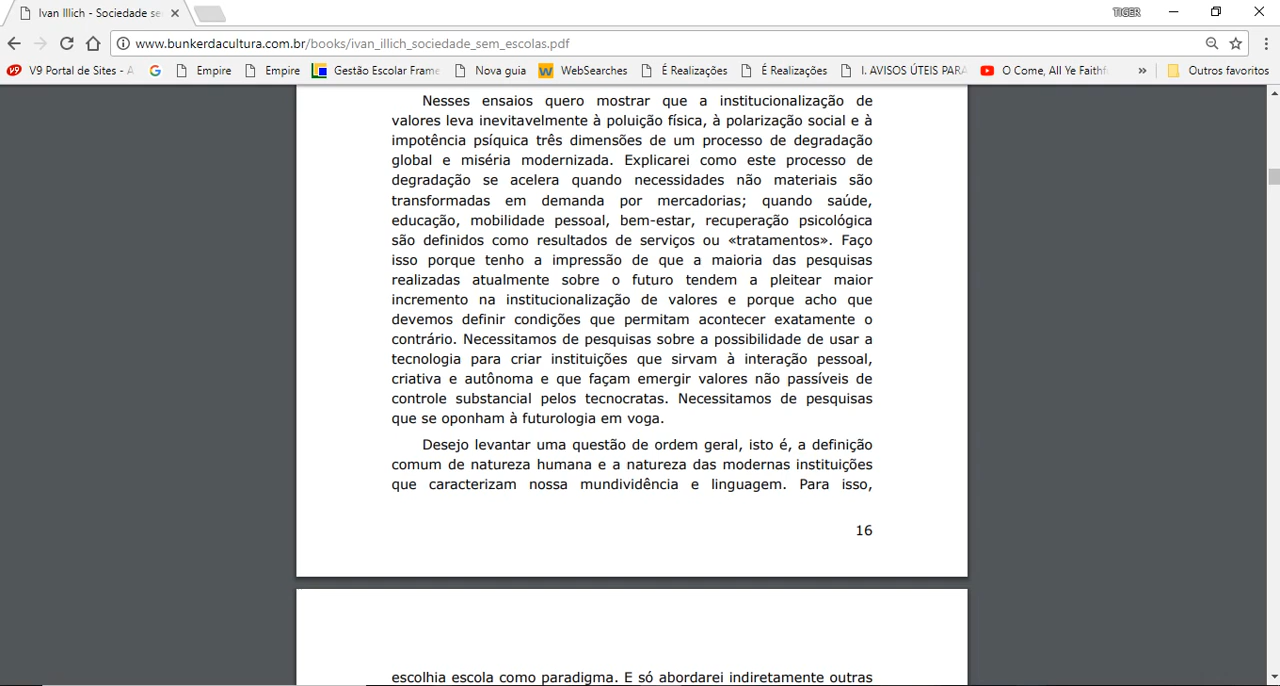 Ivan Illich - Sociedade se
TIGER
www.bunkerdacultura.com.br/books/ivan_illich_sociedade_sem_escolas.pdf
V9 Portal de Sites - A Empire Empire Gestão Escolar Frame Nova guia WebSearches É Realizações É Realizações I. AVISOS ÚTEIS PARA O Come, All Ye Faithf » Outros favoritos
Nesses ensaios quero mostrar que a institucionalização de
valores leva inevitavelmente à poluição física, à polarização social e à
impotência psíquica três dimensões de um processo de degradação
global e miséria modernizada. Explicarei como este processo de
degradação se acelera quando necessidades não materiais são
transformadas em demanda por mercadorias; quando saúde,
educação, mobilidade pessoal, bem-estar, recuperação psicológica
são definidos como resultados de serviços ou «tratamentos». Faço
isso porque tenho a impressão de que a maioria das pesquisas
realizadas atualmente sobre o futuro tendem a pleitear maior
incremento na institucionalização de valores e porque acho que
devemos definir condições que permitam acontecer exatamente o
contrário. Necessitamos de pesquisas sobre a possibilidade de usar a
tecnologia para criar instituições que sirvam à interação pessoal,
criativa e autônoma e que façam emergir valores não passíveis de
controle substancial pelos tecnocratas. Necessitamos de pesquisas
que se oponham à futurologia em voga.
Desejo levantar uma questão de ordem geral, isto é, a definição
comum de natureza humana e a natureza das modernas instituições
que caracterizam nossa mundividência e linguagem. Para isso,
16
escolhia escola como paradigma. E só abordarei indiretamente outras